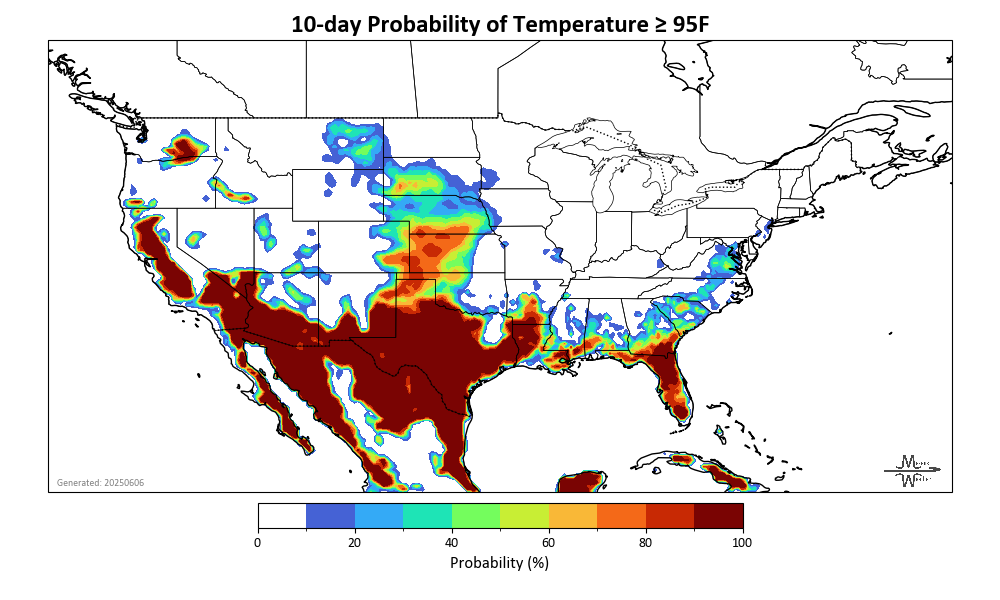 10-day Probability of Temperature ≥ 95F
Generated: 20250606
0 20 40 60 80 100
Probability (%)